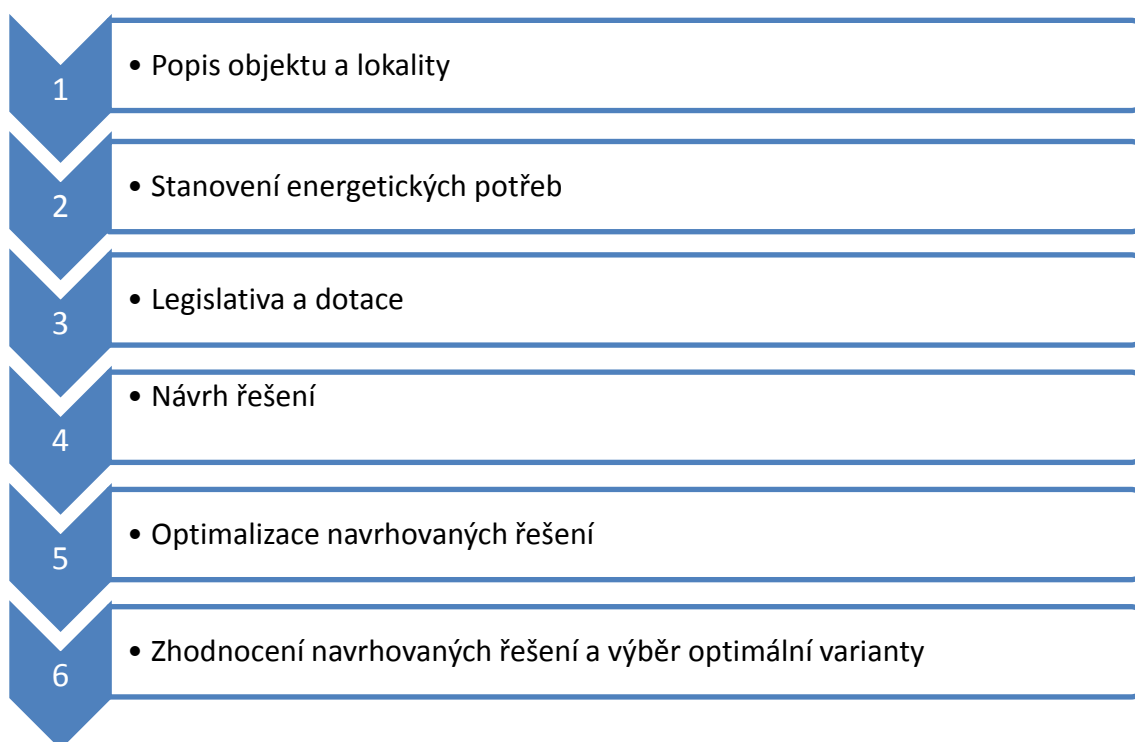 1
• Popis objektu a lokality
2
• Stanovení energetických potřeb
3
• Legislativa a dotace
4
• Návrh řešení
5
• Optimalizace navrhovaných řešení
6
• Zhodnocení navrhovaných řešení a výběr optimální varianty